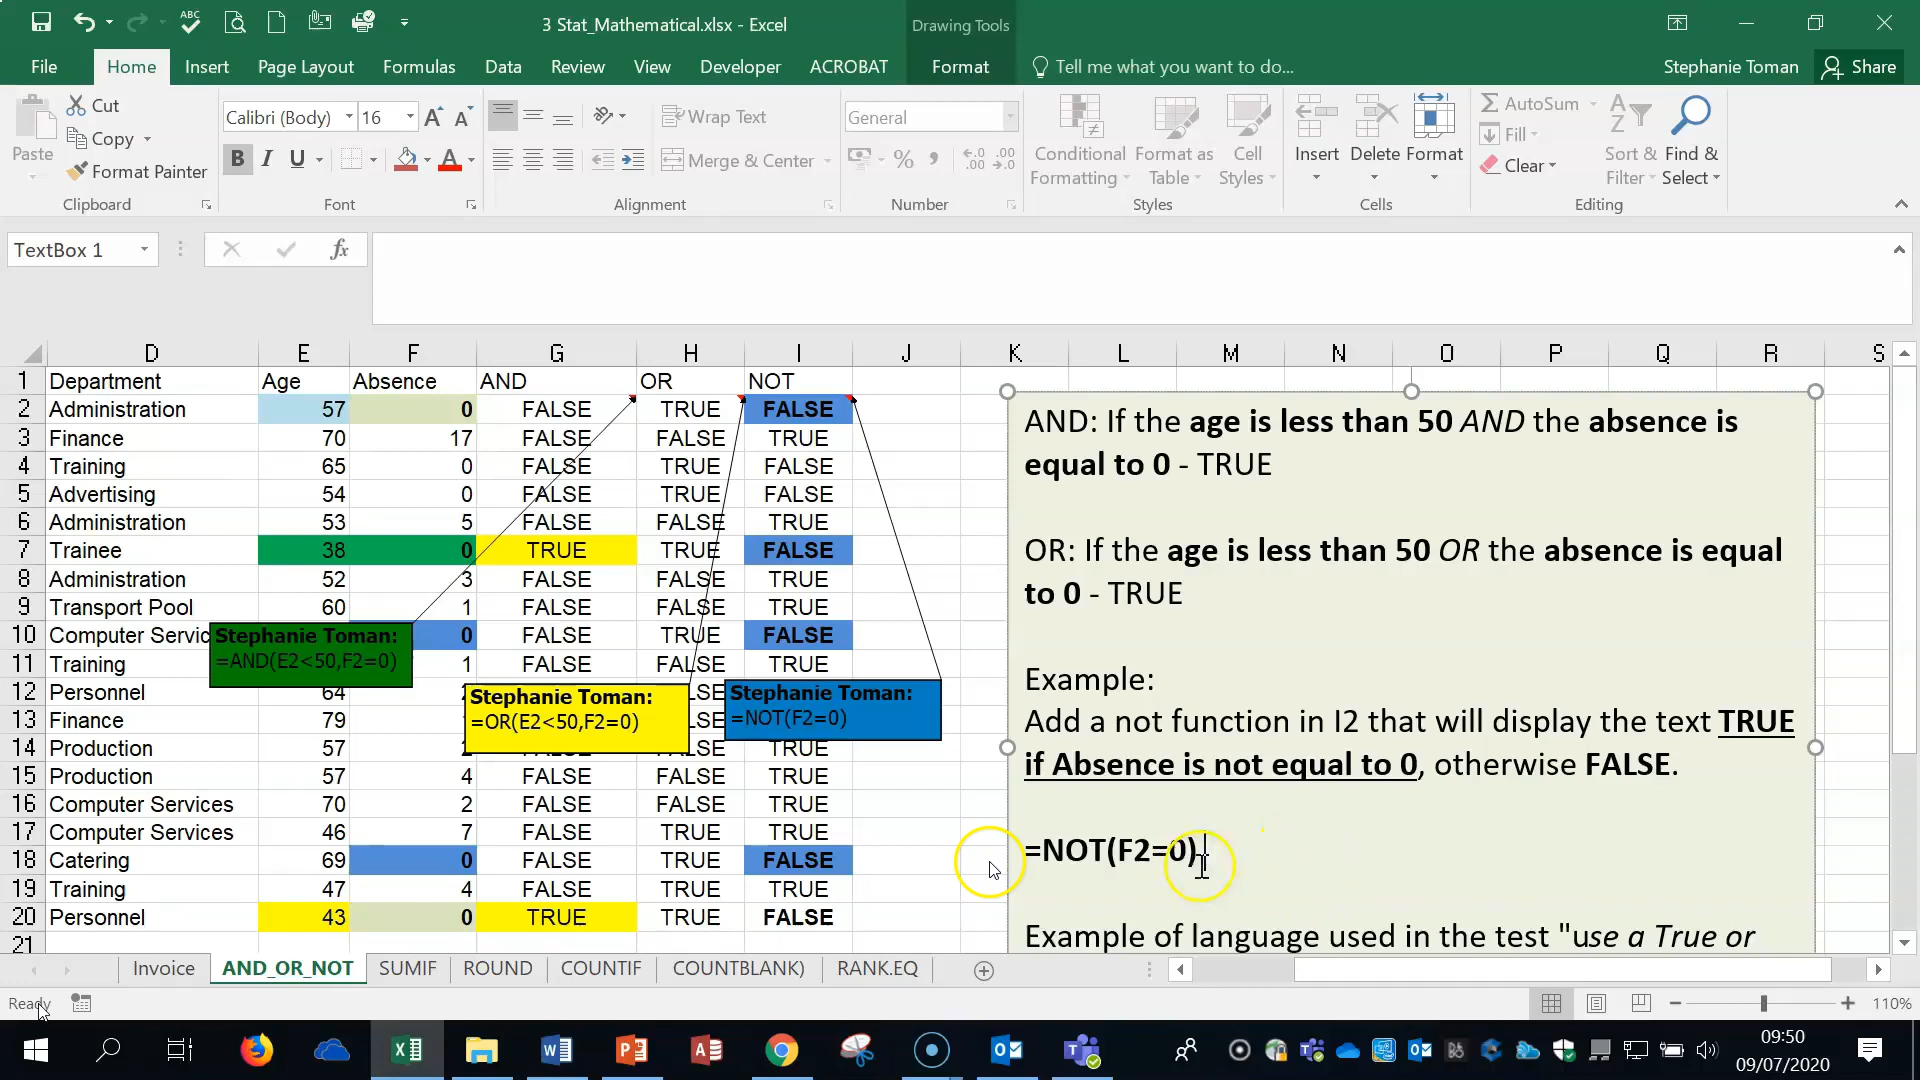 3 Stat_Mathematical.xlsx - Excel
Drawing Tools
File Home Insert Page Layout Formulas Data Review View Developer ACROBAT Format Tell me what you want to do... Stephanie Toman Share
Paste
Cut
Copy
Format Painter
Clipboard
Calibri (Body) 16
B I U
Font
Wrap Text
Merge & Center
Alignment
General
Number
Conditional Formatting
Format as Table
Cell Styles
Styles
Insert Delete Format
Cells
AutoSum
Fill
Clear
Sort & Filter
Find & Select
Editing
TextBox 1
fx
D E F G H I J K L M N O P Q R S
1 Department Age Absence AND OR NOT
2 Administration 57 0 FALSE TRUE FALSE
3 Finance 70 17 FALSE FALSE TRUE
4 Training 65 0 FALSE TRUE FALSE
5 Advertising 54 0 FALSE TRUE FALSE
6 Administration 53 5 FALSE FALSE TRUE
7 Trainee 38 0 TRUE TRUE FALSE
8 Administration 52 3 FALSE FALSE TRUE
9 Transport Pool 60 1 FALSE FALSE TRUE
10 Computer Servic 0 FALSE TRUE FALSE
11 Training 1 FALSE FALSE TRUE
12 Personnel 64
13 Finance 79
14 Production 57 TRUE
15 Production 57 4 FALSE FALSE TRUE
16 Computer Services 70 2 FALSE FALSE TRUE
17 Computer Services 46 7 FALSE TRUE TRUE
18 Catering 69 0 FALSE TRUE FALSE
19 Training 47 4 FALSE TRUE TRUE
20 Personnel 43 0 TRUE TRUE FALSE
21
Stephanie Toman:
=AND(E2<50,F2=0)
Stephanie Toman:
=OR(E2<50,F2=0)
Stephanie Toman:
=NOT(F2=0)
AND: If the age is less than 50 AND the absence is
equal to 0 - TRUE
OR: If the age is less than 50 OR the absence is equal
to 0 - TRUE
Example:
Add a not function in I2 that will display the text TRUE
if Absence is not equal to 0, otherwise FALSE.
=NOT(F2=0)
Example of language used in the test "use a True or
Invoice AND_OR_NOT SUMIF ROUND COUNTIF COUNTBLANK) RANK.EQ
Ready
110%
09:50
09/07/2020